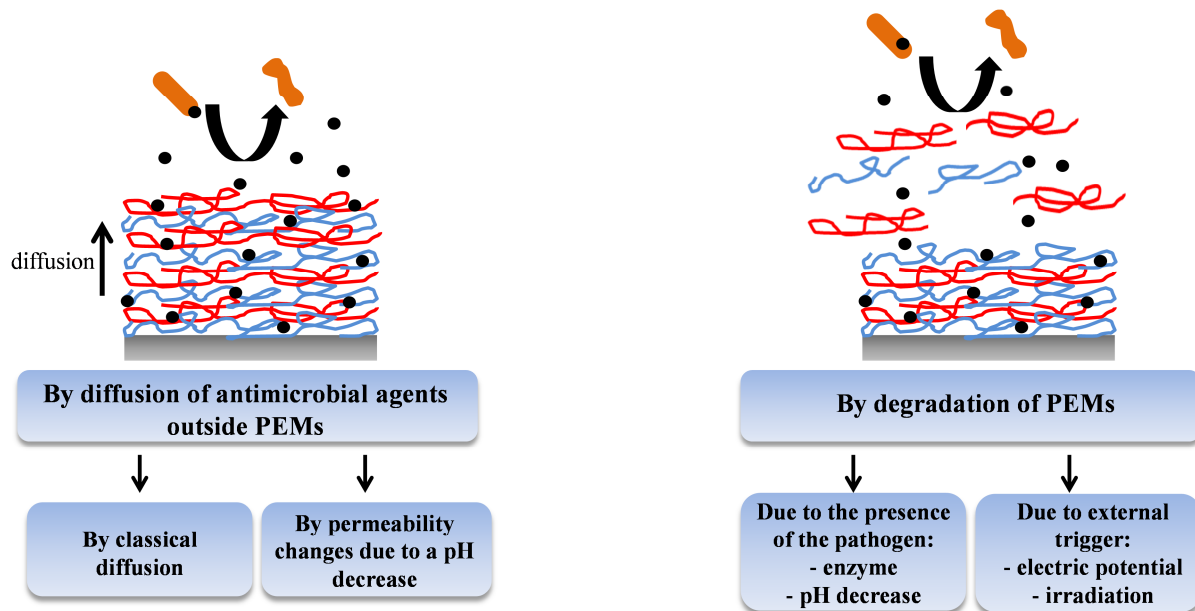 diffusion
By diffusion of antimicrobial agents
outside PEMs
By classical
diffusion
By permeability
changes due to a pH
decrease
By degradation of PEMs
Due to the presence
of the pathogen:
- enzyme
- pH decrease
Due to external
trigger:
- electric potential
- irradiation